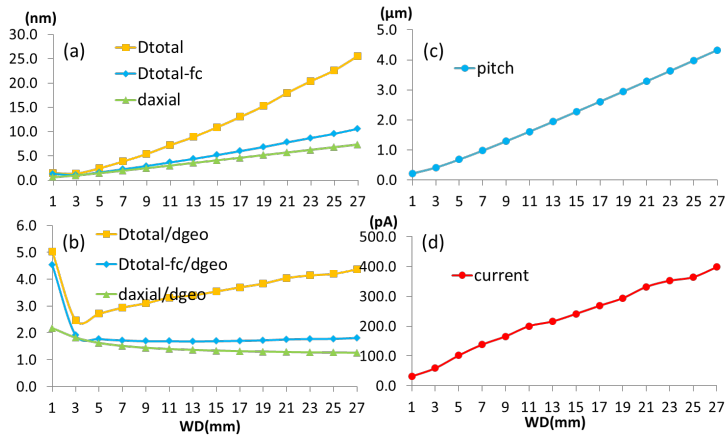 (nm)
30.0
25.0
20.0
15.0
10.0
5.0
0.0
(a)
Dtotal
Dtotal-fc
daxial
1 3 5 7 9 11 13 15 17 19 21 23 25 27
(µm)
5.0
4.0
3.0
2.0
1.0
0.0
(c)
pitch
1 3 5 7 9 11 13 15 17 19 21 23 25 27
6.0
5.0
4.0
3.0
2.0
1.0
0.0
(b)
Dtotal/dgeo
Dtotal-fc/dgeo
daxial/dgeo
1 3 5 7 9 11 13 15 17 19 21 23 25 27
WD(mm)
(pA)
500.0
400.0
300.0
200.0
100.0
0.0
(d)
current
1 3 5 7 9 11 13 15 17 19 21 23 25 27
WD(mm)